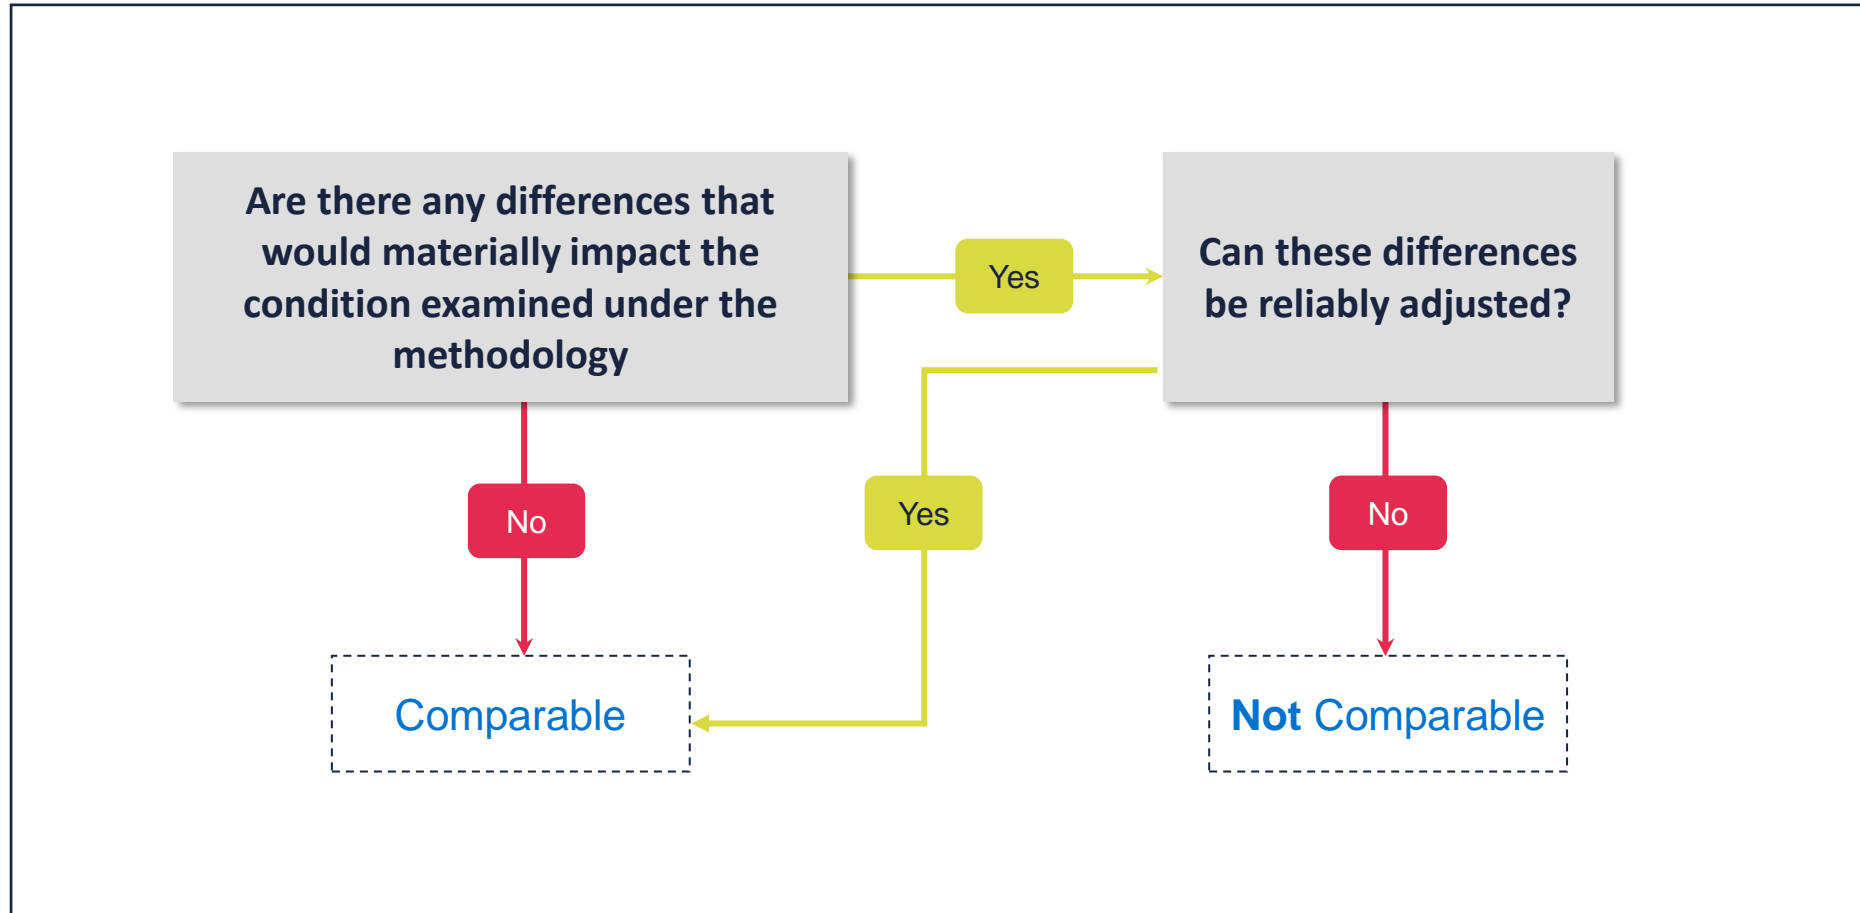 Are there any differences that
would materially impact the
condition examined under the
methodology
Yes
Can these differences
be reliably adjusted?
No
Yes
No
Comparable
Not Comparable